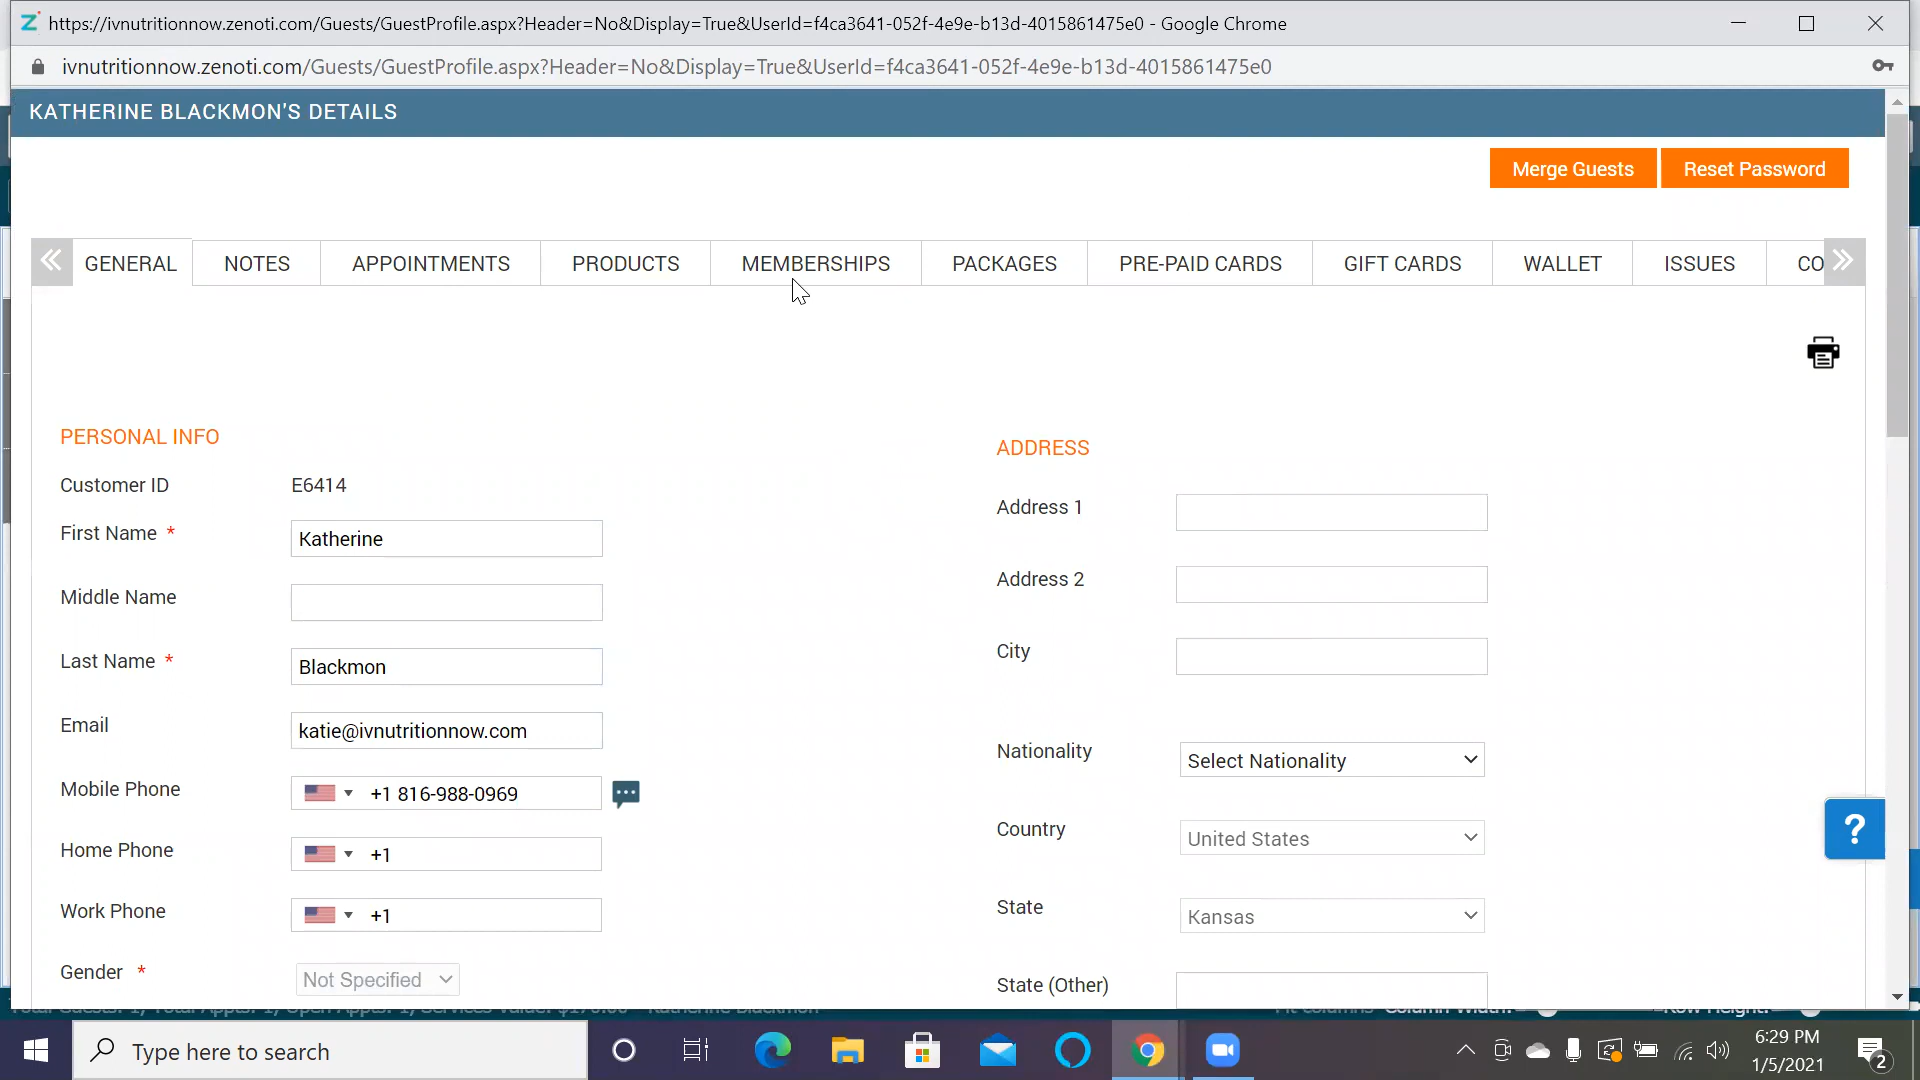 https://ivnutritionnow.zenoti.com/Guests/GuestProfile.aspx?Header=No&Display=True&UserId=f4ca3641-052f-4e9e-b13d-4015861475e0 - Google Chrome
ivnutritionnow.zenoti.com/Guests/GuestProfile.aspx?Header=No&Display=True&UserId=f4ca3641-052f-4e9e-b13d-4015861475e0
KATHERINE BLACKMON'S DETAILS
Merge Guests Reset Password
GENERAL NOTES APPOINTMENTS PRODUCTS MEMBERSHIPS PACKAGES PRE-PAID CARDS GIFT CARDS WALLET ISSUES CO
PERSONAL INFO
Customer ID E6414
First Name * Katherine
Middle Name
Last Name * Blackmon
Email katie@ivnutritionnow.com
Mobile Phone +1 816-988-0969
Home Phone +1
Work Phone +1
Gender * Not Specified
ADDRESS
Address 1
Address 2
City
Nationality Select Nationality
Country United States
State Kansas
State (Other)
?
Type here to search
6:29 PM
1/5/2021
2